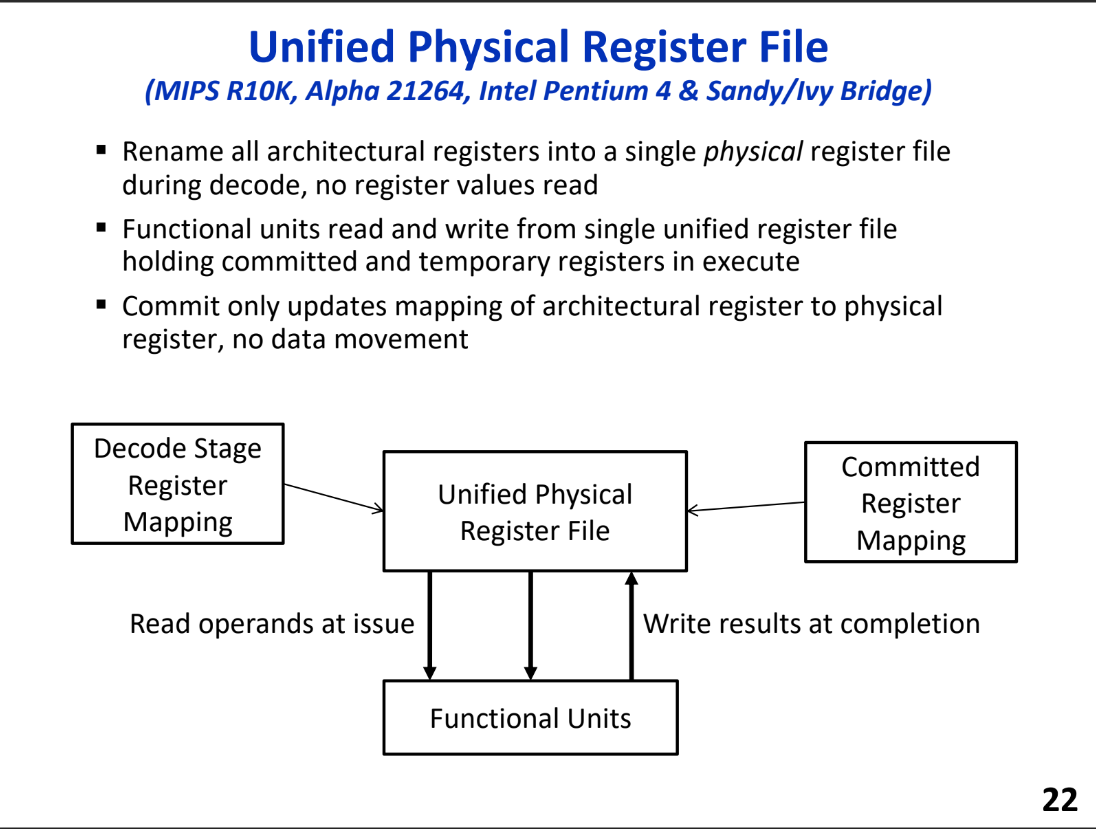 Unified Physical Register File
(MIPS R10K, Alpha 21264, Intel Pentium 4 & Sandy/Ivy Bridge)
▪ Rename all architectural registers into a single physical register file
during decode, no register values read
▪ Functional units read and write from single unified register file
holding committed and temporary registers in execute
▪ Commit only updates mapping of architectural register to physical
register, no data movement
Decode Stage
Register
Mapping
Unified Physical
Register File
Committed
Register
Mapping
Read operands at issue
Write results at completion
Functional Units
22